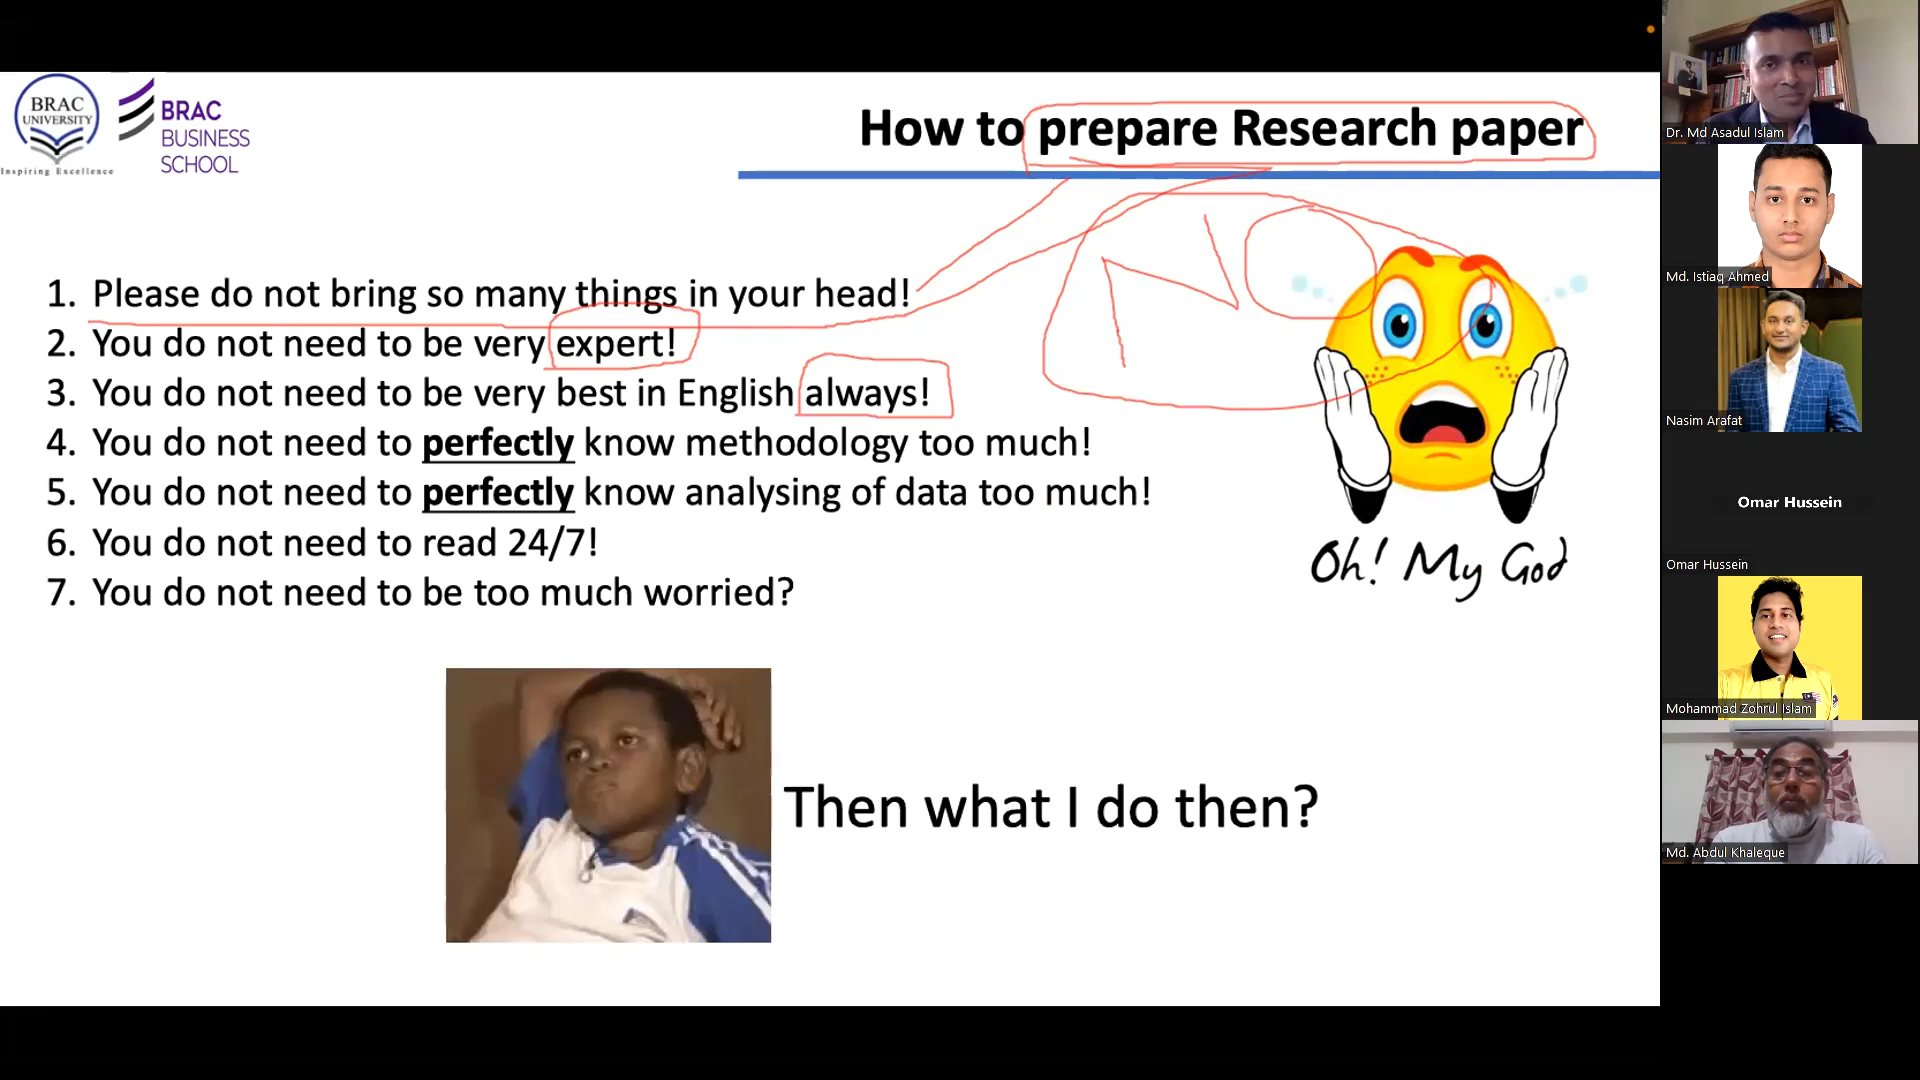 BRAC
UNIVERSITY
Inspiring Excellence
BRAC
BUSINESS
SCHOOL
How to prepare Research paper
NO
1. Please do not bring so many things in your head!
2. You do not need to be very expert!
3. You do not need to be very best in English always!
4. You do not need to perfectly know methodology too much!
5. You do not need to perfectly know analysing of data too much!
6. You do not need to read 24/7!
7. You do not need to be too much worried?
Oh! My God
Then what I do then?
Dr. Md Asadul Islam
Md. Istiaq Ahmed
Nasim Arafat
Omar Hussein
Omar Hussein
Mohammad Zohrul Islam
Md. Abdul Khaleque